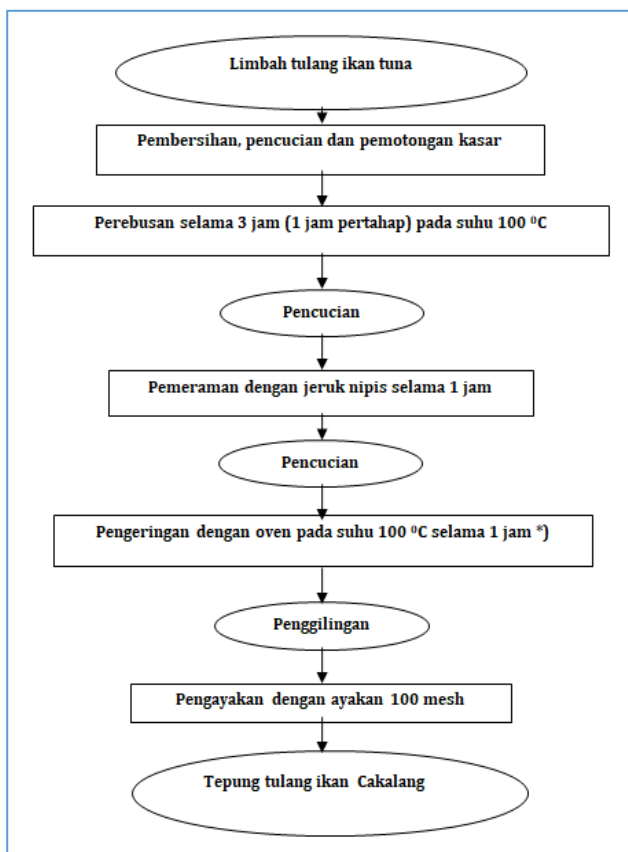 Limbah tulang ikan tuna
Pembersihan, pencucian dan pemotongan kasar
Perebusan selama 3 jam (1 jam pertahap) pada suhu 100 ⁰C
Pencucian
Pemeraman dengan jeruk nipis selama 1 jam
Pencucian
Pengeringan dengan oven pada suhu 100 ⁰C selama 1 jam *)
Penggilingan
Pengayakan dengan ayakan 100 mesh
Tepung tulang ikan Cakalang